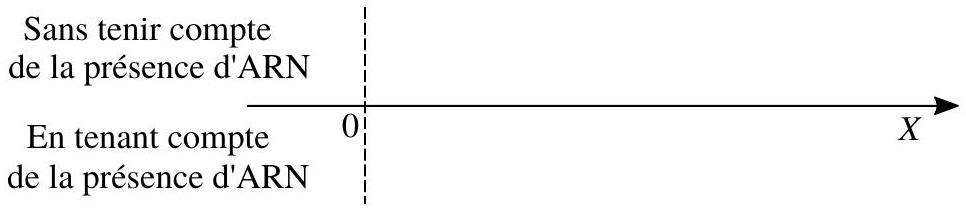 Sans tenir compte
de la présence d'ARN
0
X
En tenant compte
de la présence d'ARN